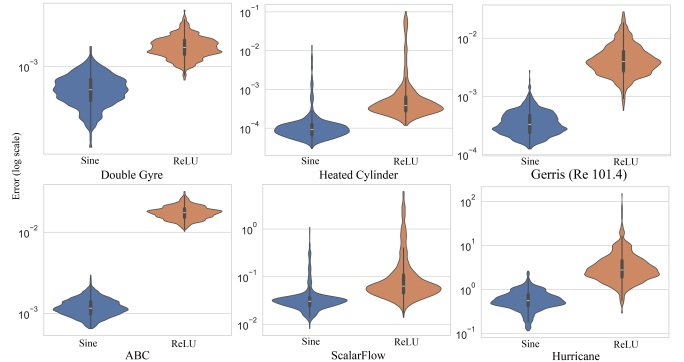 Error (log scale)
10⁻³
Sine
ReLU
Double Gyre
10⁻¹
10⁻²
10⁻³
10⁻⁴
Sine
ReLU
Heated Cylinder
10⁻²
10⁻³
10⁻⁴
Sine
ReLU
Gerris (Re 101.4)
10⁻²
10⁻³
Sine
ReLU
ABC
10⁰
10⁻¹
10⁻²
Sine
ReLU
ScalarFlow
10²
10¹
10⁰
10⁻¹
Sine
ReLU
Hurricane